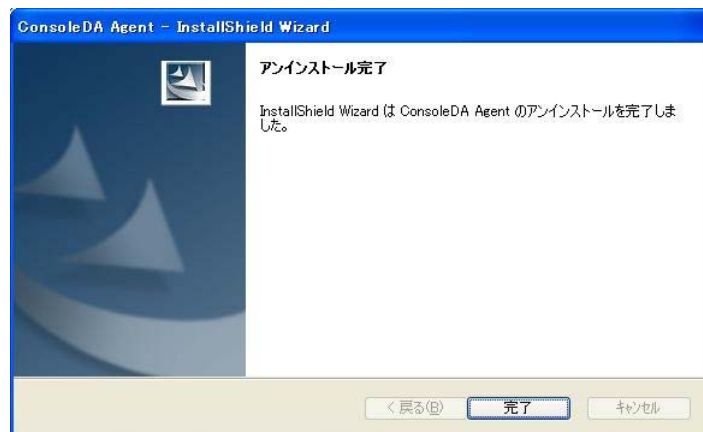 ConsoleDA Agent - InstallShield Wizard
アンインストール完了
InstallShield Wizard は ConsoleDA Agent のアンインストールを完了しま
した。
< 戻る(B)
完了
キャンセル